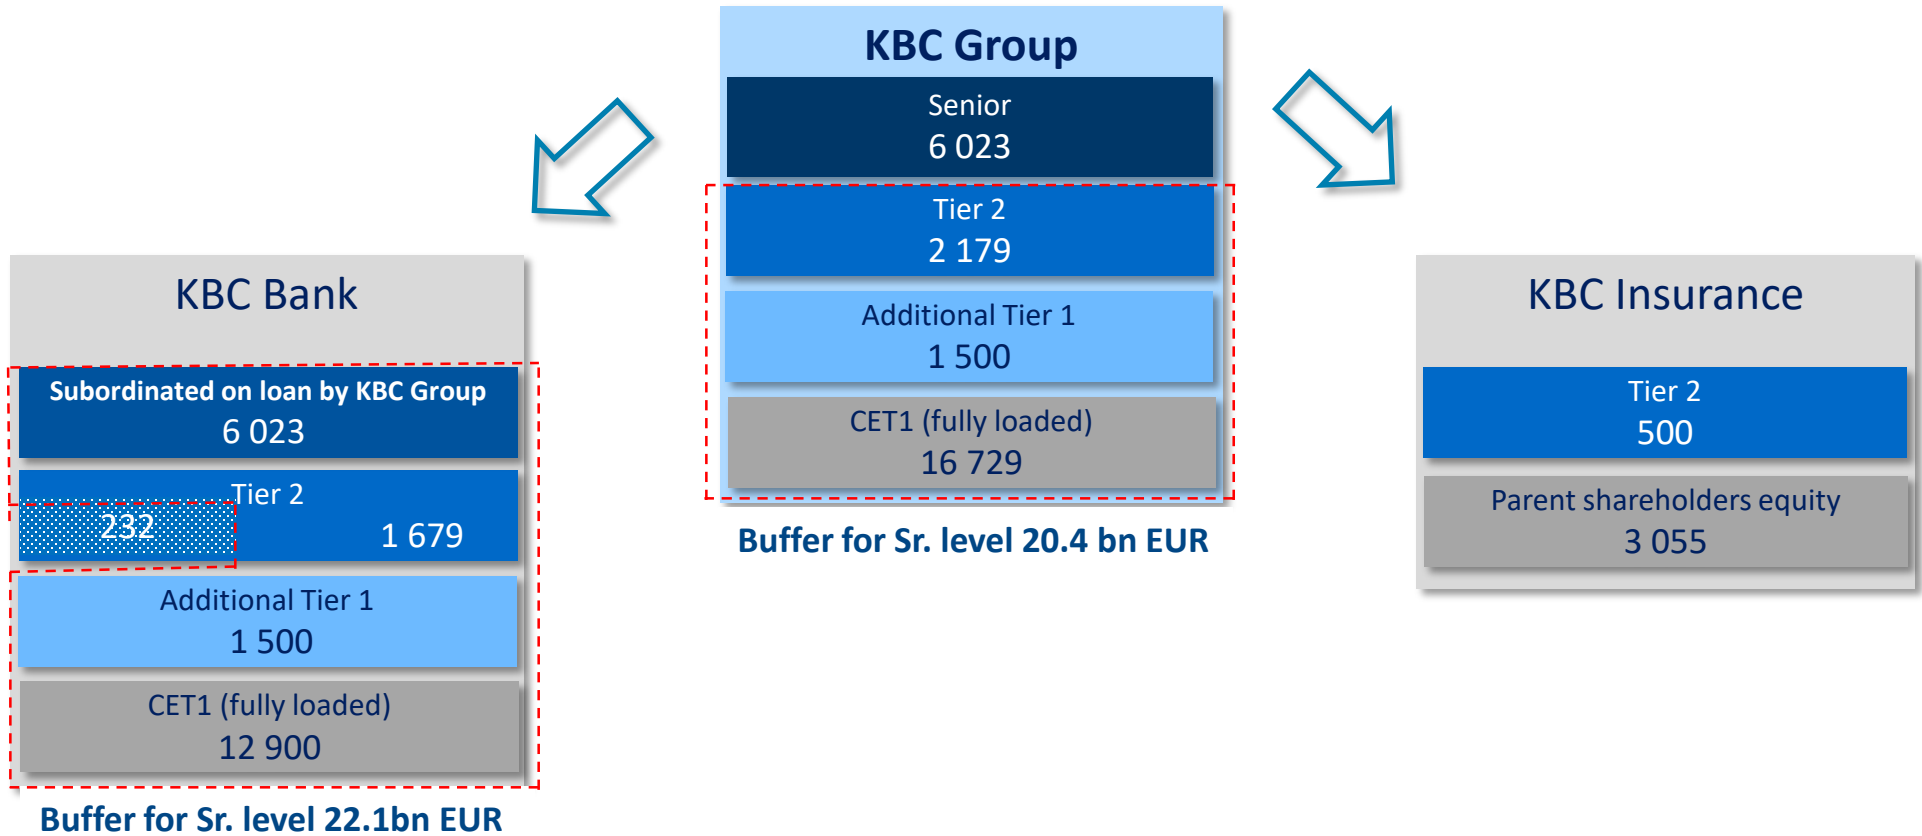 KBC Group
Senior
6 023
Tier 2
2 179
Additional Tier 1
1 500
CET1 (fully loaded)
16 729
Buffer for Sr. level 20.4 bn EUR
KBC Bank
Subordinated on loan by KBC Group
6 023
Tier 2
232
1 679
Additional Tier 1
1 500
CET1 (fully loaded)
12 900
Buffer for Sr. level 22.1bn EUR
KBC Insurance
Tier 2
500
Parent shareholders equity
3 055